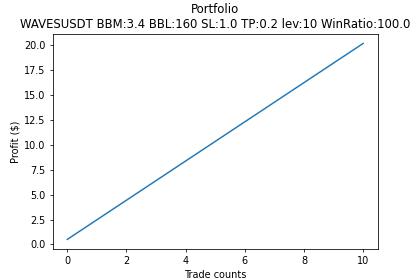 Portfolio
WAVESUSDT BBM:3.4 BBL:160 SL:1.0 TP:0.2 lev:10 WinRatio:100.0
20.0
17.5
15.0
12.5
10.0
7.5
5.0
2.5
0.0
Profit ($)
0 2 4 6 8 10
Trade counts